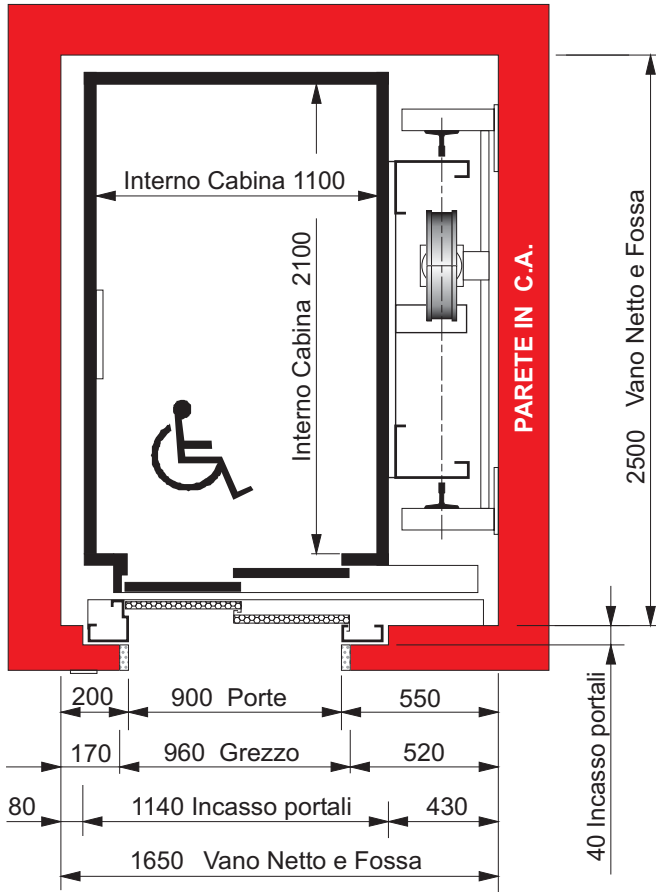 Interno Cabina 1100
Interno Cabina 2100
PARETE IN C.A.
2500 Vano Netto e Fossa
200
900 Porte
550
170
960 Grezzo
520
80
1140 Incasso portali
430
1650 Vano Netto e Fossa
40 Incasso portali